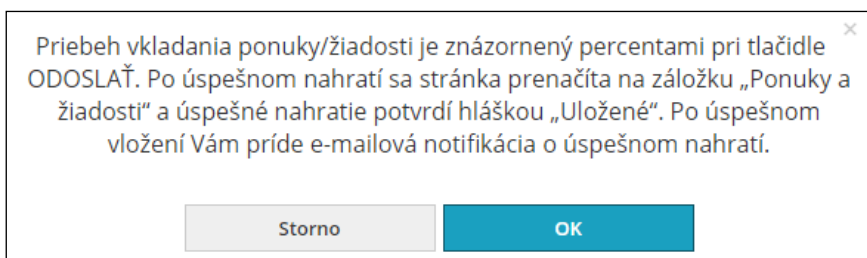 Priebeh vkladania ponuky/žiadosti je znázornený percentami pri tlačidle
ODOSLAŤ. Po úspešnom nahratí sa stránka prenačíta na záložku „Ponuky a
žiadosti“ a úspešné nahratie potvrdí hláškou „Uložené“. Po úspešnom
vložení Vám príde e-mailová notifikácia o úspešnom nahratí.
Storno
OK